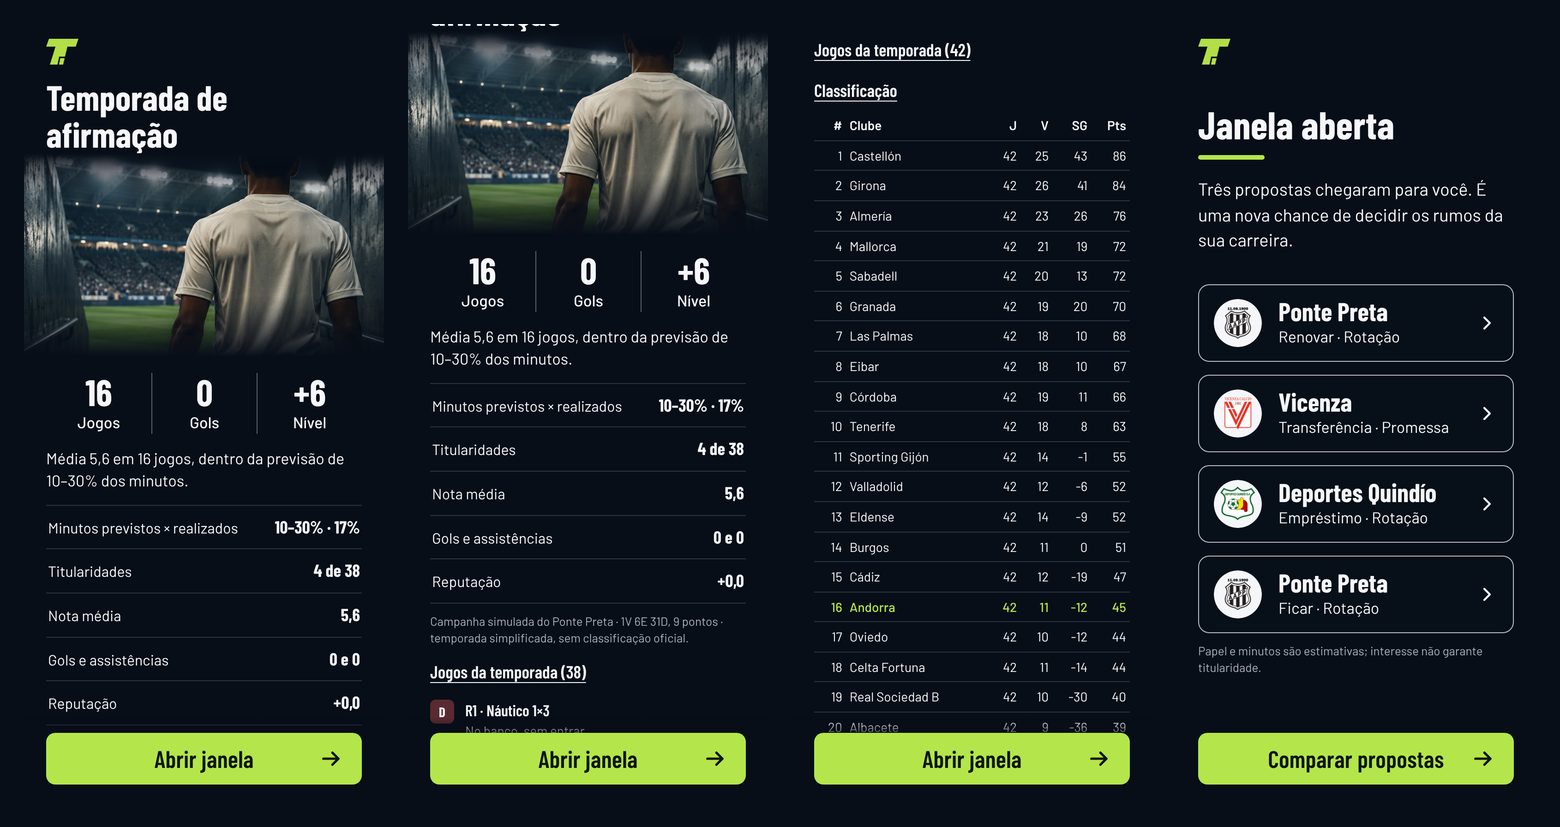 Temporada de
afirmação
16
Jogos
0
Gols
+6
Nível
Média 5,6 em 16 jogos, dentro da previsão de
10–30% dos minutos.
Minutos previstos × realizados 10–30% · 17%
Titularidades 4 de 38
Nota média 5,6
Gols e assistências 0 e 0
Reputação +0,0
Abrir janela
afirmação
16
Jogos
0
Gols
+6
Nível
Média 5,6 em 16 jogos, dentro da previsão de
10–30% dos minutos.
Minutos previstos × realizados 10–30% · 17%
Titularidades 4 de 38
Nota média 5,6
Gols e assistências 0 e 0
Reputação +0,0
Campanha simulada do Ponte Preta · 1V 6E 31D, 9 pontos ·
temporada simplificada, sem classificação oficial.
Jogos da temporada (38)
D R1 · Náutico 1×3
No banco, sem entrar
Abrir janela
Jogos da temporada (42)
Classificação
# Clube J V SG Pts
1 Castellón 42 25 43 86
2 Girona 42 26 41 84
3 Almería 42 23 26 76
4 Mallorca 42 21 19 72
5 Sabadell 42 20 13 72
6 Granada 42 19 20 70
7 Las Palmas 42 18 10 68
8 Eibar 42 18 10 67
9 Córdoba 42 19 11 66
10 Tenerife 42 18 8 63
11 Sporting Gijón 42 14 -1 55
12 Valladolid 42 12 -6 52
13 Eldense 42 14 -9 52
14 Burgos 42 11 0 51
15 Cádiz 42 12 -19 47
16 Andorra 42 11 -12 45
17 Oviedo 42 10 -12 44
18 Celta Fortuna 42 11 -14 44
19 Real Sociedad B 42 10 -30 40
20 Albacete 42 9 -36 39
Abrir janela
Janela aberta
Três propostas chegaram para você. É
uma nova chance de decidir os rumos da
sua carreira.
Ponte Preta
Renovar · Rotação
Vicenza
Transferência · Promessa
Deportes Quindío
Empréstimo · Rotação
Ponte Preta
Ficar · Rotação
Papel e minutos são estimativas; interesse não garante
titularidade.
Comparar propostas